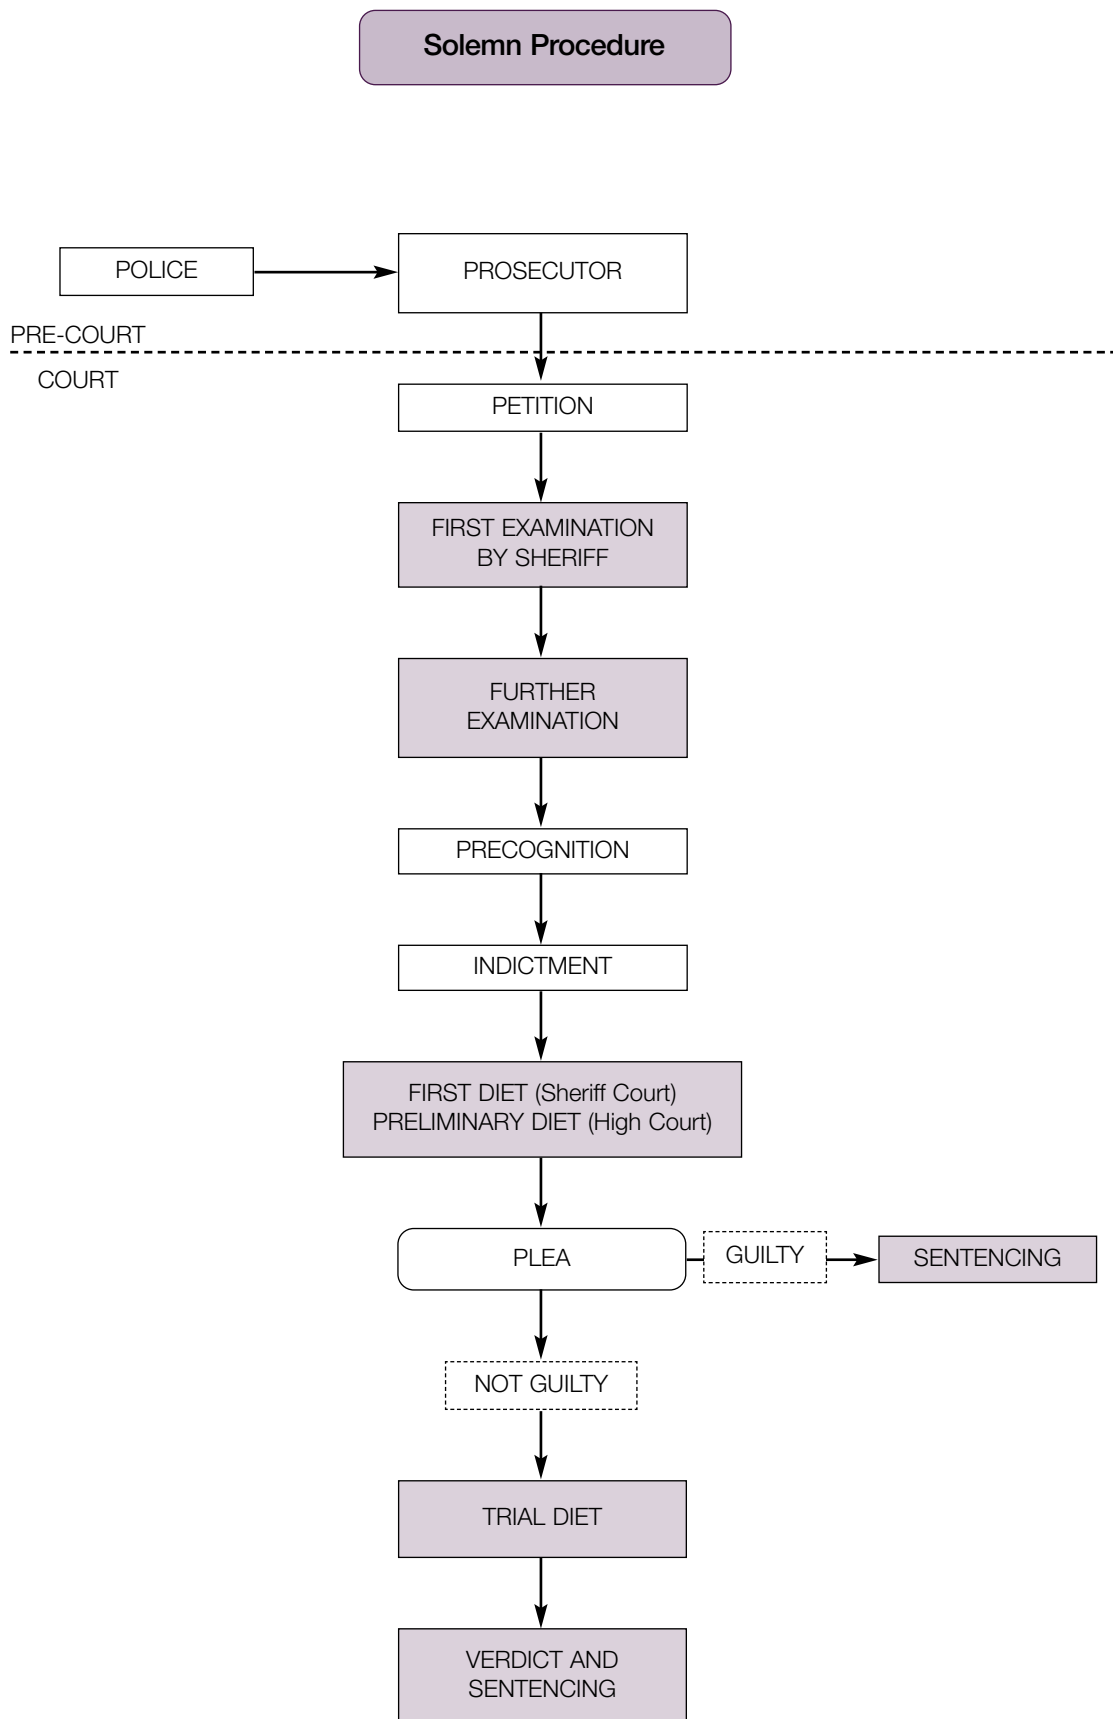 Solemn Procedure
POLICE
PROSECUTOR
PRE-COURT
COURT
PETITION
FIRST EXAMINATION
BY SHERIFF
FURTHER
EXAMINATION
PRECOGNITION
INDICTMENT
FIRST DIET (Sheriff Court)
PRELIMINARY DIET (High Court)
PLEA
GUILTY
SENTENCING
NOT GUILTY
TRIAL DIET
VERDICT AND
SENTENCING